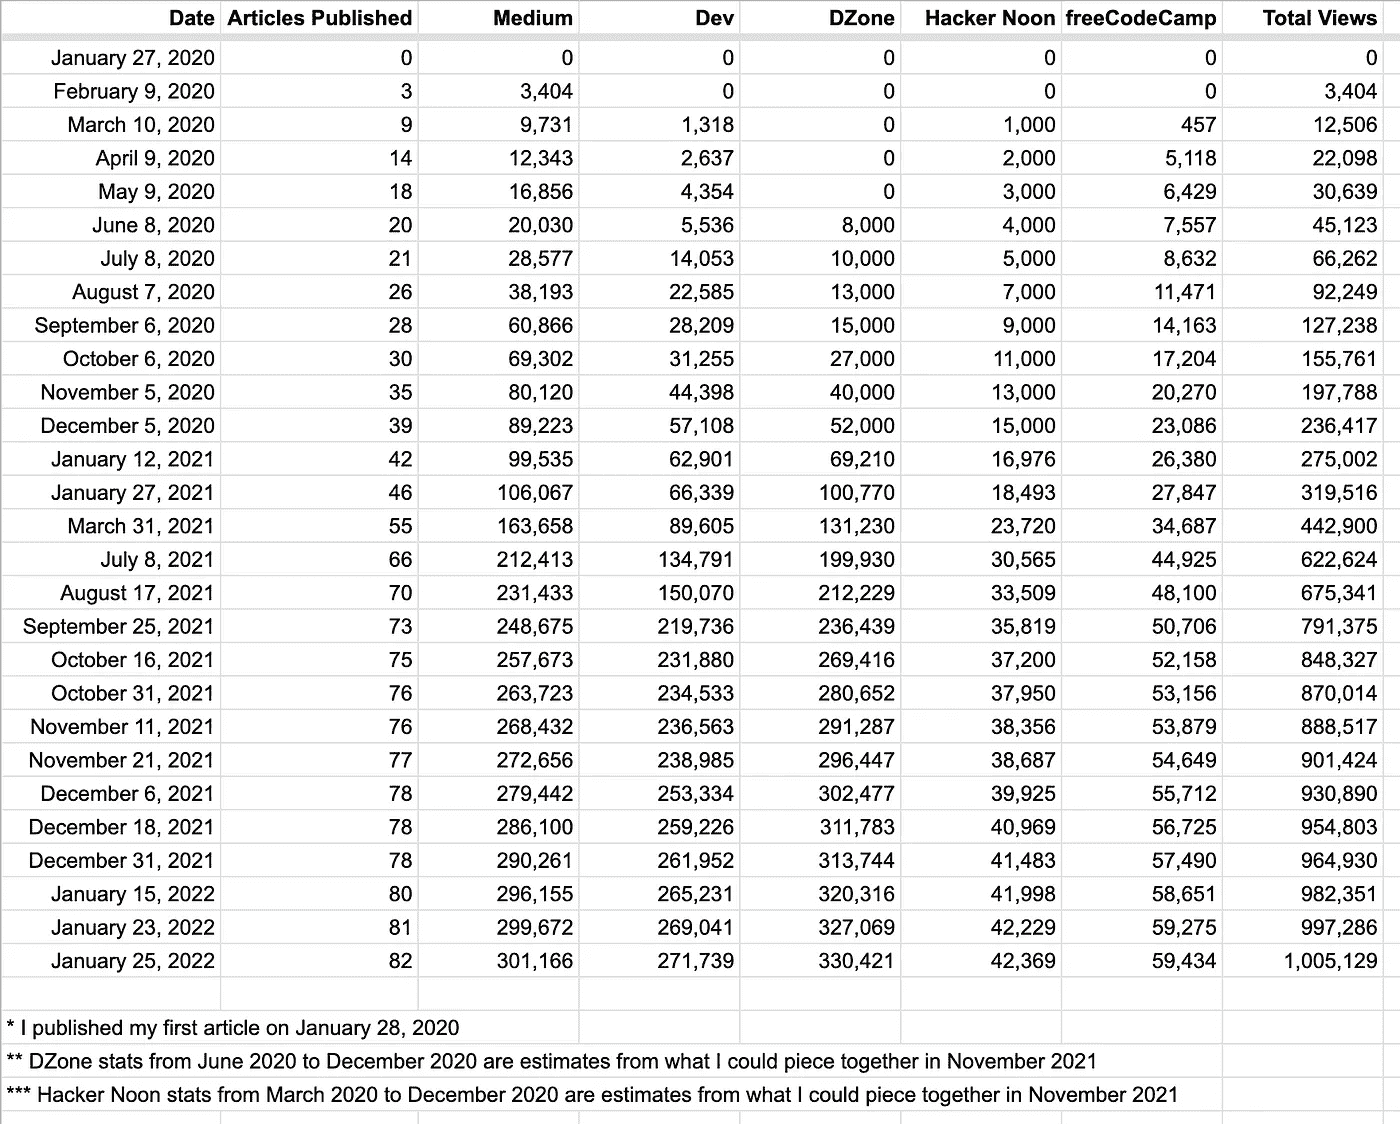 Date Articles Published Medium Dev DZone Hacker Noon freeCodeCamp Total Views
January 27, 2020 0 0 0 0 0 0 0
February 9, 2020 3 3,404 0 0 0 0 3,404
March 10, 2020 9 9,731 1,318 0 1,000 457 12,506
April 9, 2020 14 12,343 2,637 0 2,000 5,118 22,098
May 9, 2020 18 16,856 4,354 0 3,000 6,429 30,639
June 8, 2020 20 20,030 5,536 8,000 4,000 7,557 45,123
July 8, 2020 21 28,577 14,053 10,000 5,000 8,632 66,262
August 7, 2020 26 38,193 22,585 13,000 7,000 11,471 92,249
September 6, 2020 28 60,866 28,209 15,000 9,000 14,163 127,238
October 6, 2020 30 69,302 31,255 27,000 11,000 17,204 155,761
November 5, 2020 35 80,120 44,398 40,000 13,000 20,270 197,788
December 5, 2020 39 89,223 57,108 52,000 15,000 23,086 236,417
January 12, 2021 42 99,535 62,901 69,210 16,976 26,380 275,002
January 27, 2021 46 106,067 66,339 100,770 18,493 27,847 319,516
March 31, 2021 55 163,658 89,605 131,230 23,720 34,687 442,900
July 8, 2021 66 212,413 134,791 199,930 30,565 44,925 622,624
August 17, 2021 70 231,433 150,070 212,229 33,509 48,100 675,341
September 25, 2021 73 248,675 219,736 236,439 35,819 50,706 791,375
October 16, 2021 75 257,673 231,880 269,416 37,200 52,158 848,327
October 31, 2021 76 263,723 234,533 280,652 37,950 53,156 870,014
November 11, 2021 76 268,432 236,563 291,287 38,356 53,879 888,517
November 21, 2021 77 272,656 238,985 296,447 38,687 54,649 901,424
December 6, 2021 78 279,442 253,334 302,477 39,925 55,712 930,890
December 18, 2021 78 286,100 259,226 311,783 40,969 56,725 954,803
December 31, 2021 78 290,261 261,952 313,744 41,483 57,490 964,930
January 15, 2022 80 296,155 265,231 320,316 41,998 58,651 982,351
January 23, 2022 81 299,672 269,041 327,069 42,229 59,275 997,286
January 25, 2022 82 301,166 271,739 330,421 42,369 59,434 1,005,129
* I published my first article on January 28, 2020
** DZone stats from June 2020 to December 2020 are estimates from what I could piece together in November 2021
*** Hacker Noon stats from March 2020 to December 2020 are estimates from what I could piece together in November 2021